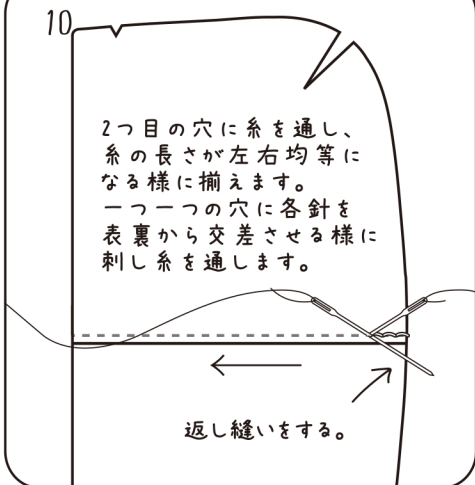 10
2つ目の穴に糸を通し、
糸の長さが左右均等に
なる様に揃えます。
一つ一つの穴に各針を
表裏から交差させる様に
刺し糸を通します。
返し縫いをする。